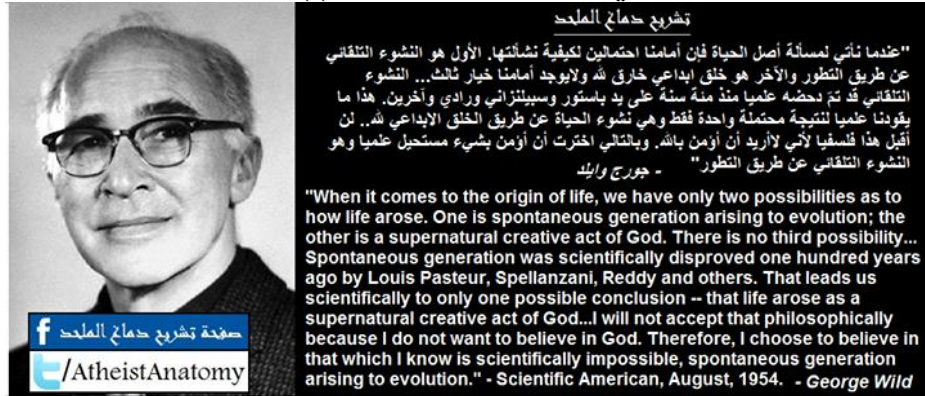 تشريح دماغ الملحد
"عندما نأتي لمسألة أصل الحياة فإن أمامنا احتمالين لكيفية نشأتها. الأول هو النشوء التلقائي
عن طريق التطور والآخر هو خلق ابداعي خارق لله ولايوجد أمامنا خيار ثالث... النشوء
التلقائي قد تمّ دحضه علميا منذ مئة سنة على يد باستور وسبيلنزاني ورادي وآخرين. هذا ما
يقودنا علميا لنتيجة محتملة واحدة فقط وهي نشوء الحياة عن طريق الخلق الابداعي لله.. لن
أقبل هذا فلسفيا لأني لاأريد أن أؤمن بالله. وبالتالي اخترت أن أؤمن بشيء مستحيل علميا وهو
النشوء التلقائي عن طريق التطور" - جورج وايلد
"When it comes to the origin of life, we have only two possibilities as to
how life arose. One is spontaneous generation arising to evolution; the
other is a supernatural creative act of God. There is no third possibility...
Spontaneous generation was scientifically disproved one hundred years
ago by Louis Pasteur, Spellanzani, Reddy and others. That leads us
scientifically to only one possible conclusion -- that life arose as a
supernatural creative act of God...I will not accept that philosophically
because I do not want to believe in God. Therefore, I choose to believe in
that which I know is scientifically impossible, spontaneous generation
arising to evolution." - Scientific American, August, 1954. - George Wild
صفحة تشريح دماغ الملحد
/AtheistAnatomy